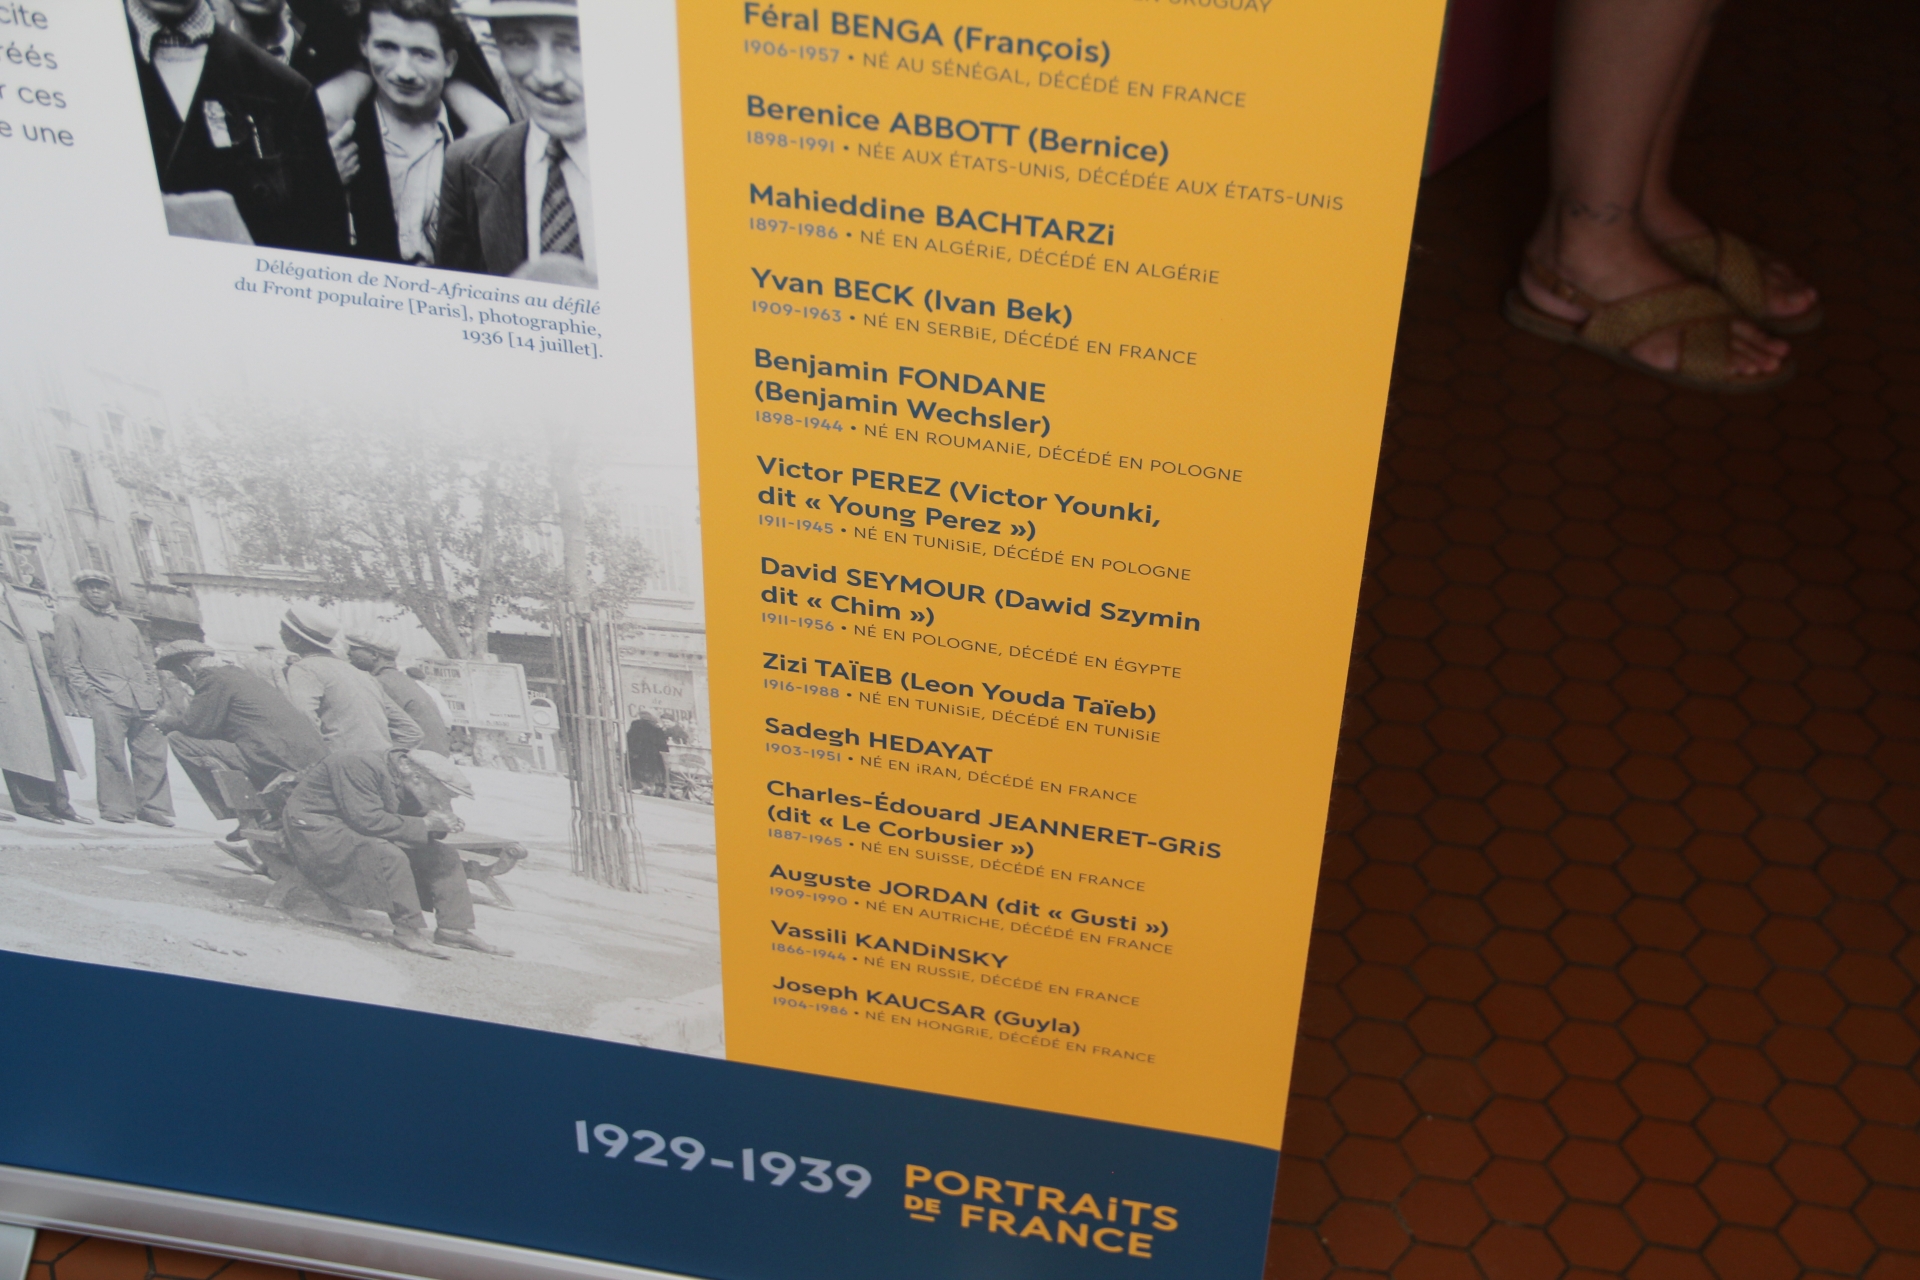 cite
réés
r ces
e une
Délégation de Nord-Africains au défilé
du Front populaire [Paris], photographie,
1936 [14 juillet].
SALON
EN URUGUAY
Féral BENGA (François)
1906-1957 • NÉ AU SÉNÉGAL, DÉCÉDÉ EN FRANCE
Berenice ABBOTT (Bernice)
1898-1991 • NÉE AUX ÉTATS-UNiS, DÉCÉDÉE AUX ÉTATS-UNiS
Mahieddine BACHTARZi
1897-1986 • NÉ EN ALGÉRiE, DÉCÉDÉ EN ALGÉRiE
Yvan BECK (Ivan Bek)
1909-1963 • NÉ EN SERBiE, DÉCÉDÉ EN FRANCE
Benjamin FONDANE
(Benjamin Wechsler)
1898-1944 • NÉ EN ROUMANiE, DÉCÉDÉ EN POLOGNE
Victor PEREZ (Victor Younki,
dit « Young Perez »)
1911-1945 • NÉ EN TUNiSiE, DÉCÉDÉ EN POLOGNE
David SEYMOUR (Dawid Szymin
dit « Chim »)
1911-1956 • NÉ EN POLOGNE, DÉCÉDÉ EN ÉGYPTE
Zizi TAÏEB (Leon Youda Taïeb)
1916-1988 • NÉ EN TUNiSiE, DÉCÉDÉ EN TUNiSiE
Sadegh HEDAYAT
1903-1951 • NÉ EN iRAN, DÉCÉDÉ EN FRANCE
Charles-Édouard JEANNERET-GRiS
(dit « Le Corbusier »)
1887-1965 • NÉ EN SUiSSE, DÉCÉDÉ EN FRANCE
Auguste JORDAN (dit « Gusti »)
1909-1990 • NÉ EN AUTRiCHE, DÉCÉDÉ EN FRANCE
Vassili KANDiNSKY
1866-1944 • NÉ EN RUSSiE, DÉCÉDÉ EN FRANCE
Joseph KAUCSAR (Guyla)
1904-1986 • NÉ EN HONGRiE, DÉCÉDÉ EN FRANCE
1929-1939
PORTRAiTS
DE FRANCE